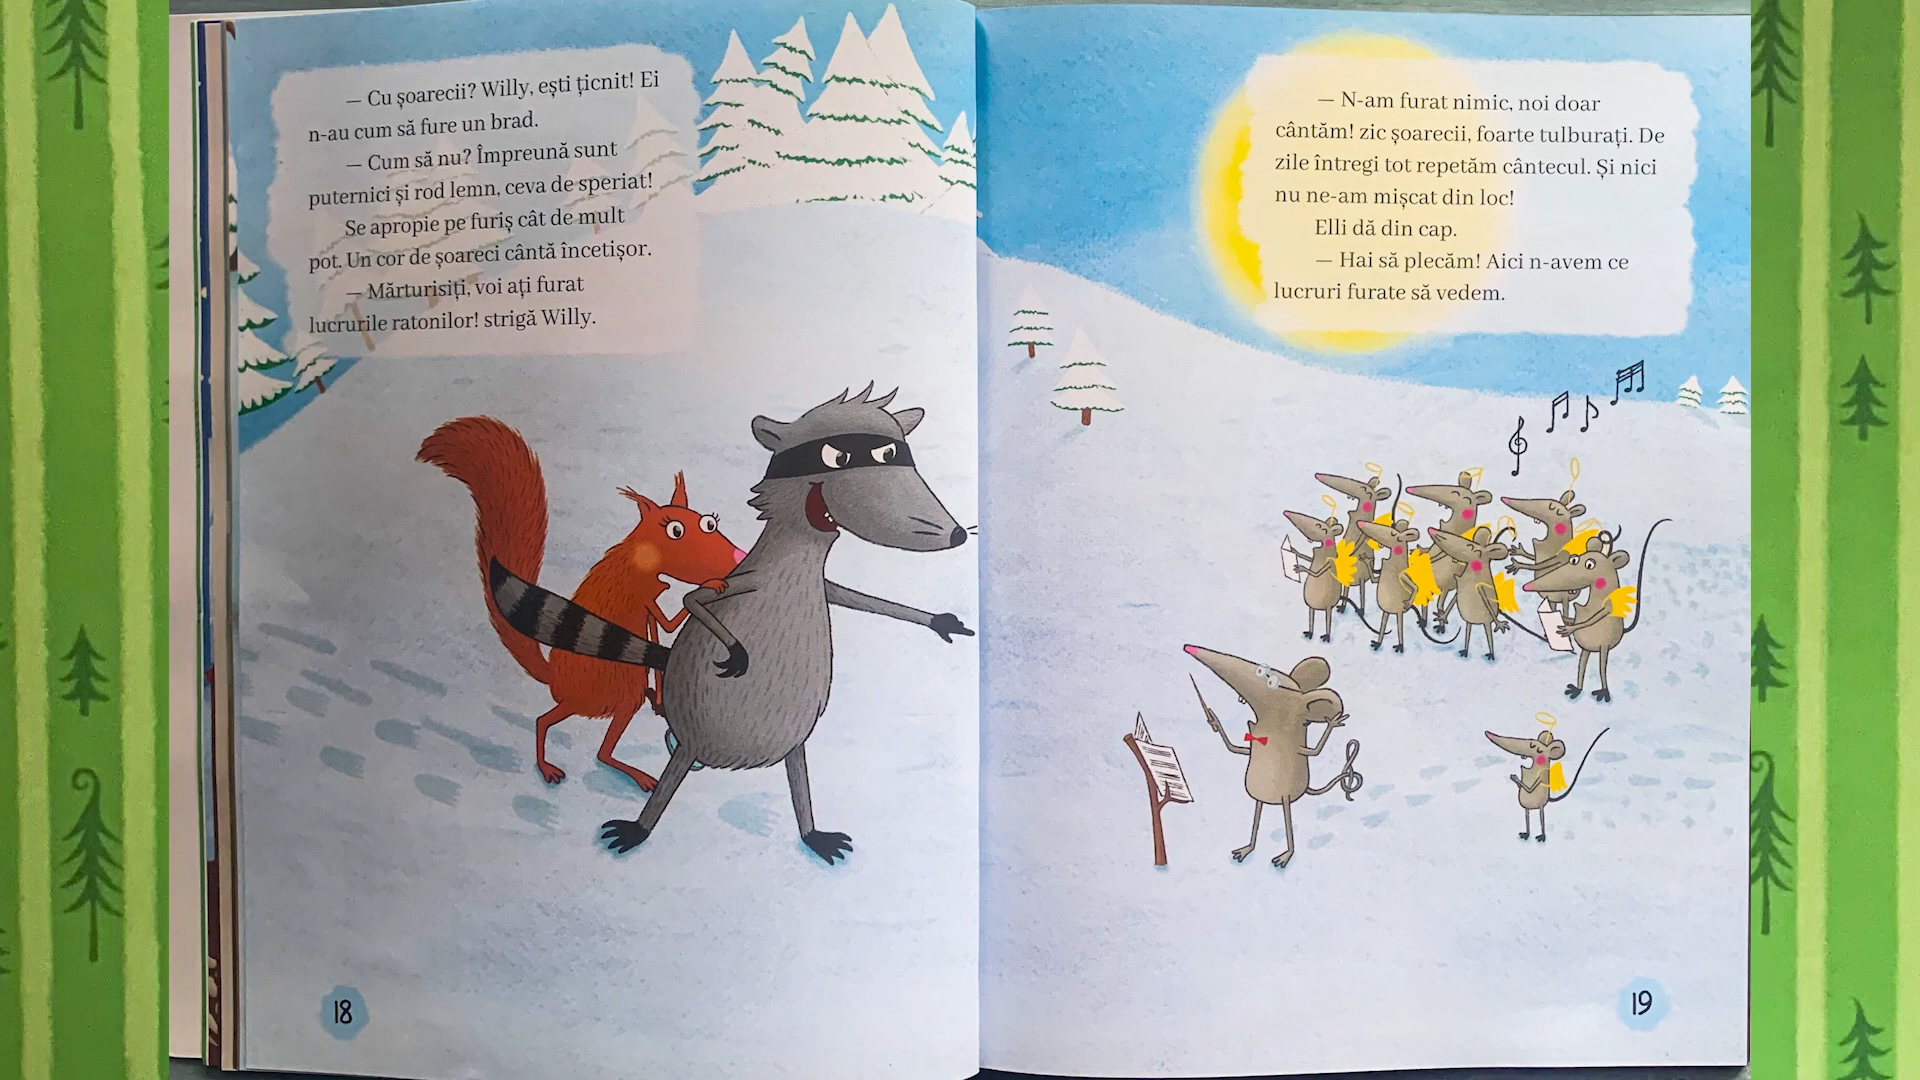 — Cu șoarecii? Willy, ești țicnit! Ei
n-au cum să fure un brad.
— Cum să nu? Împreună sunt
puternici și rod lemn, ceva de speriat!
Se apropie pe furiș cât de mult
pot. Un cor de șoareci cântă încetișor.
— Mărturisiți, voi ați furat
lucrurile ratonilor! strigă Willy.
18
— N-am furat nimic, noi doar
cântăm! zic șoarecii, foarte tulburați. De
zile întregi tot repetăm cântecul. Și nici
nu ne-am mișcat din loc!
Elli dă din cap.
— Hai să plecăm! Aici n-avem ce
lucruri furate să vedem.
19